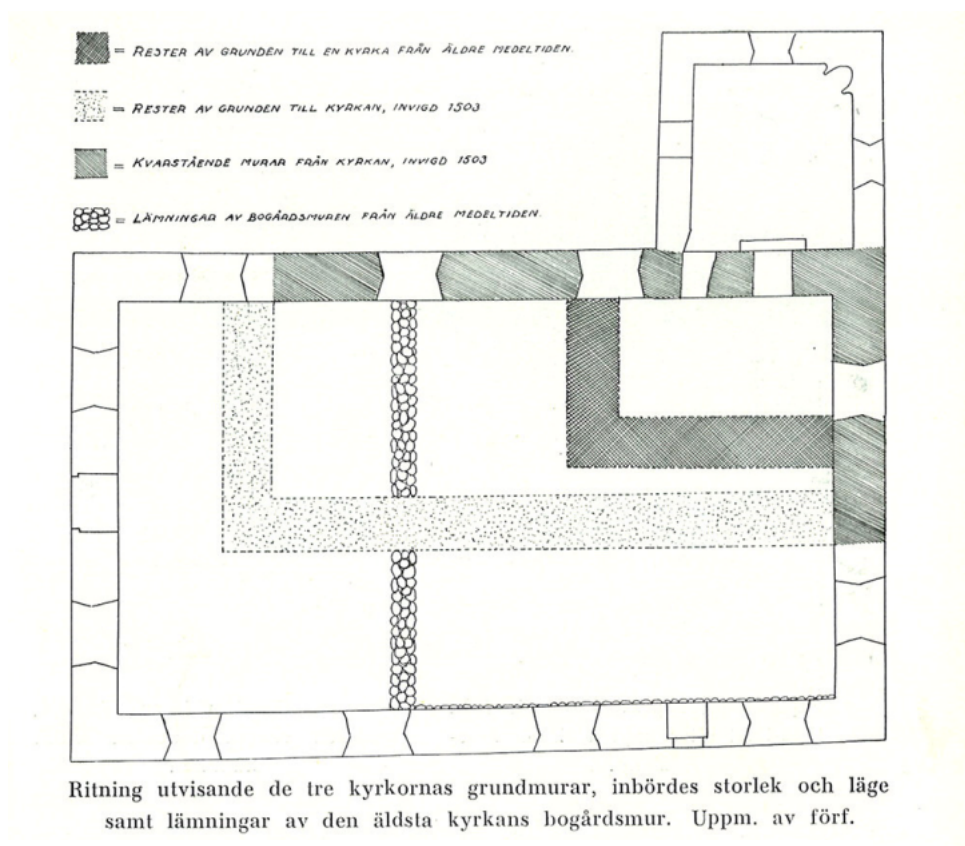 = RESTER AV GRUNDEN TILL EN KYRKA FRÅN ÄLDRE MEDELTIDEN.
= RESTER AV GRUNDEN TILL KYRKAN, INVIGD 1503
= KVARSTÅENDE MURAR FRÅN KYRKAN, INVIGD 1503
= LÄMNINGAR AV BOGÅRDSMUREN FRÅN ÄLDRE MEDELTIDEN.
Ritning utvisande de tre kyrkornas grundmurar, inbördes storlek och läge
samt lämningar av den äldsta kyrkans bogårdsmur. Uppm. av förf.